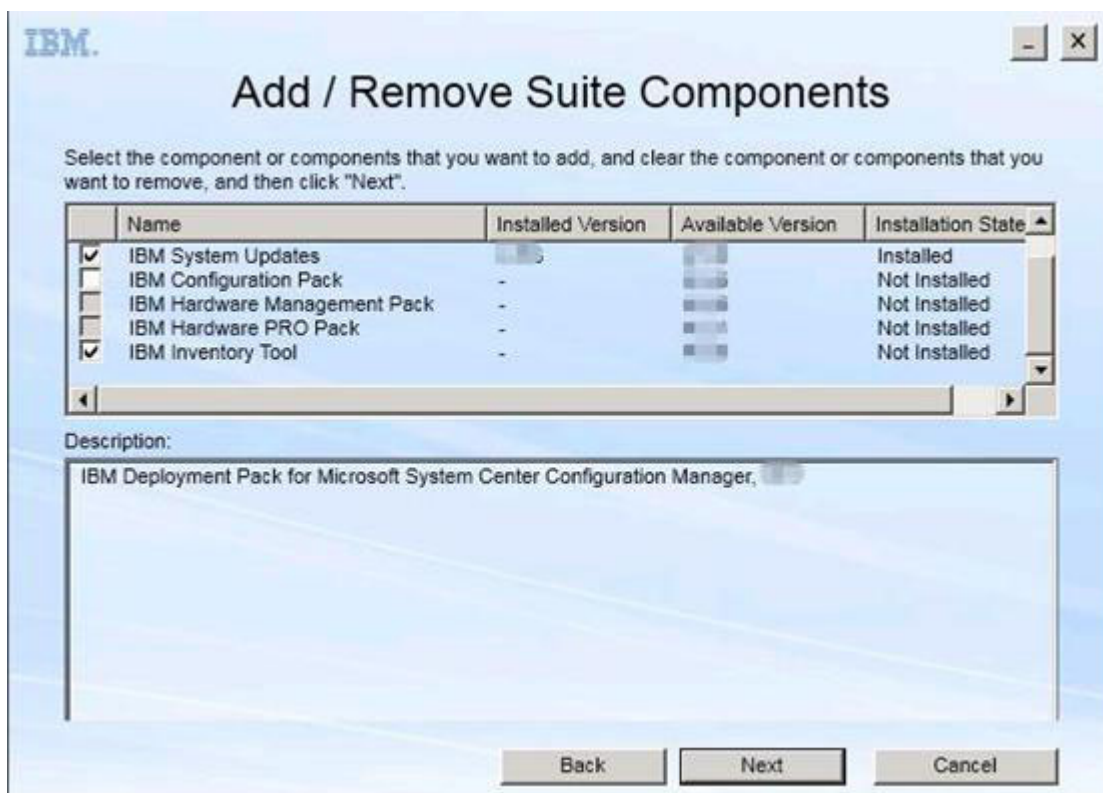 IBM.
Add / Remove Suite Components
Select the component or components that you want to add, and clear the component or components that you
want to remove, and then click "Next".
Name Installed Version Available Version Installation State
IBM System Updates Installed
IBM Configuration Pack - Not Installed
IBM Hardware Management Pack - Not Installed
IBM Hardware PRO Pack - Not Installed
IBM Inventory Tool - Not Installed
Description:
IBM Deployment Pack for Microsoft System Center Configuration Manager,
Back Next Cancel